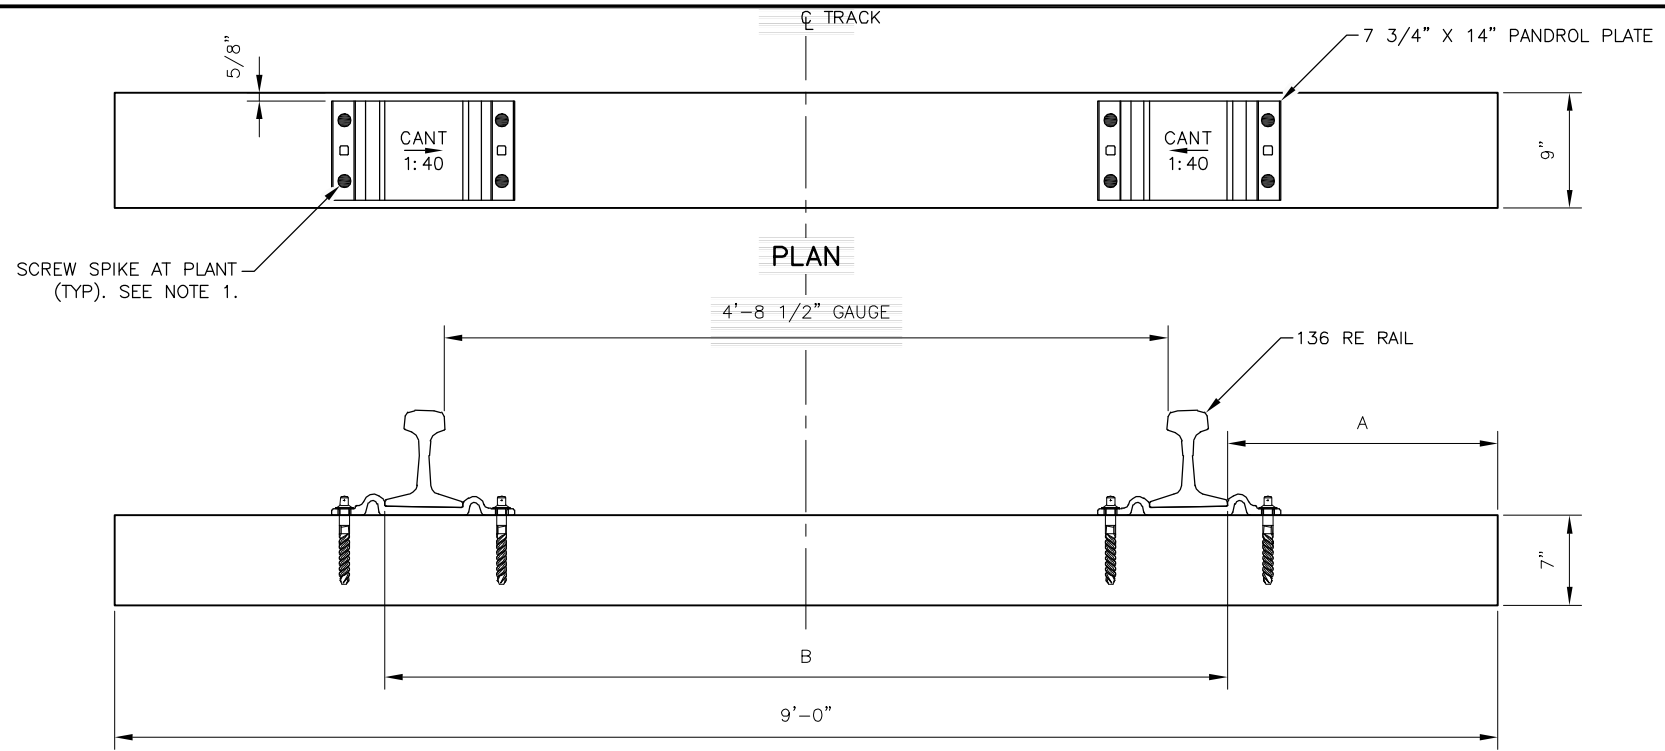 ℄ TRACK
5/8"
7 3/4" X 14" PANDROL PLATE
CANT
1:40
CANT
1:40
9"
SCREW SPIKE AT PLANT
(TYP). SEE NOTE 1.
PLAN
4'-8 1/2" GAUGE
136 RE RAIL
A
7"
B
9'-0"